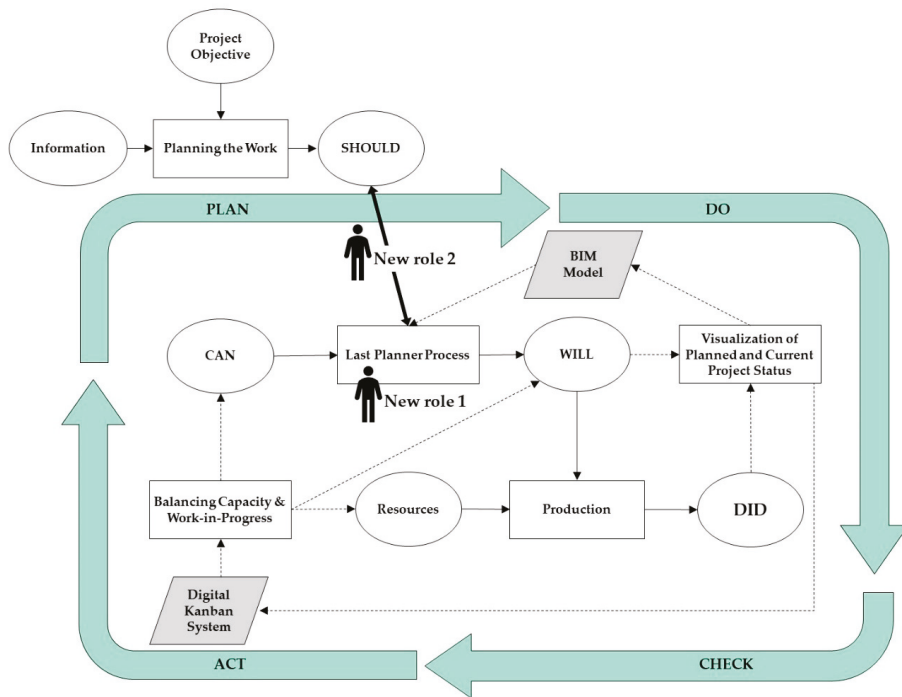 Project
Objective
Information
Planning the Work
SHOULD
PLAN
DO
New role 2
BIM
Model
CAN
Last Planner Process
WILL
Visualization of
Planned and Current
Project Status
New role 1
Balancing Capacity &
Work-in-Progress
Resources
Production
DID
Digital
Kanban
System
ACT
CHECK